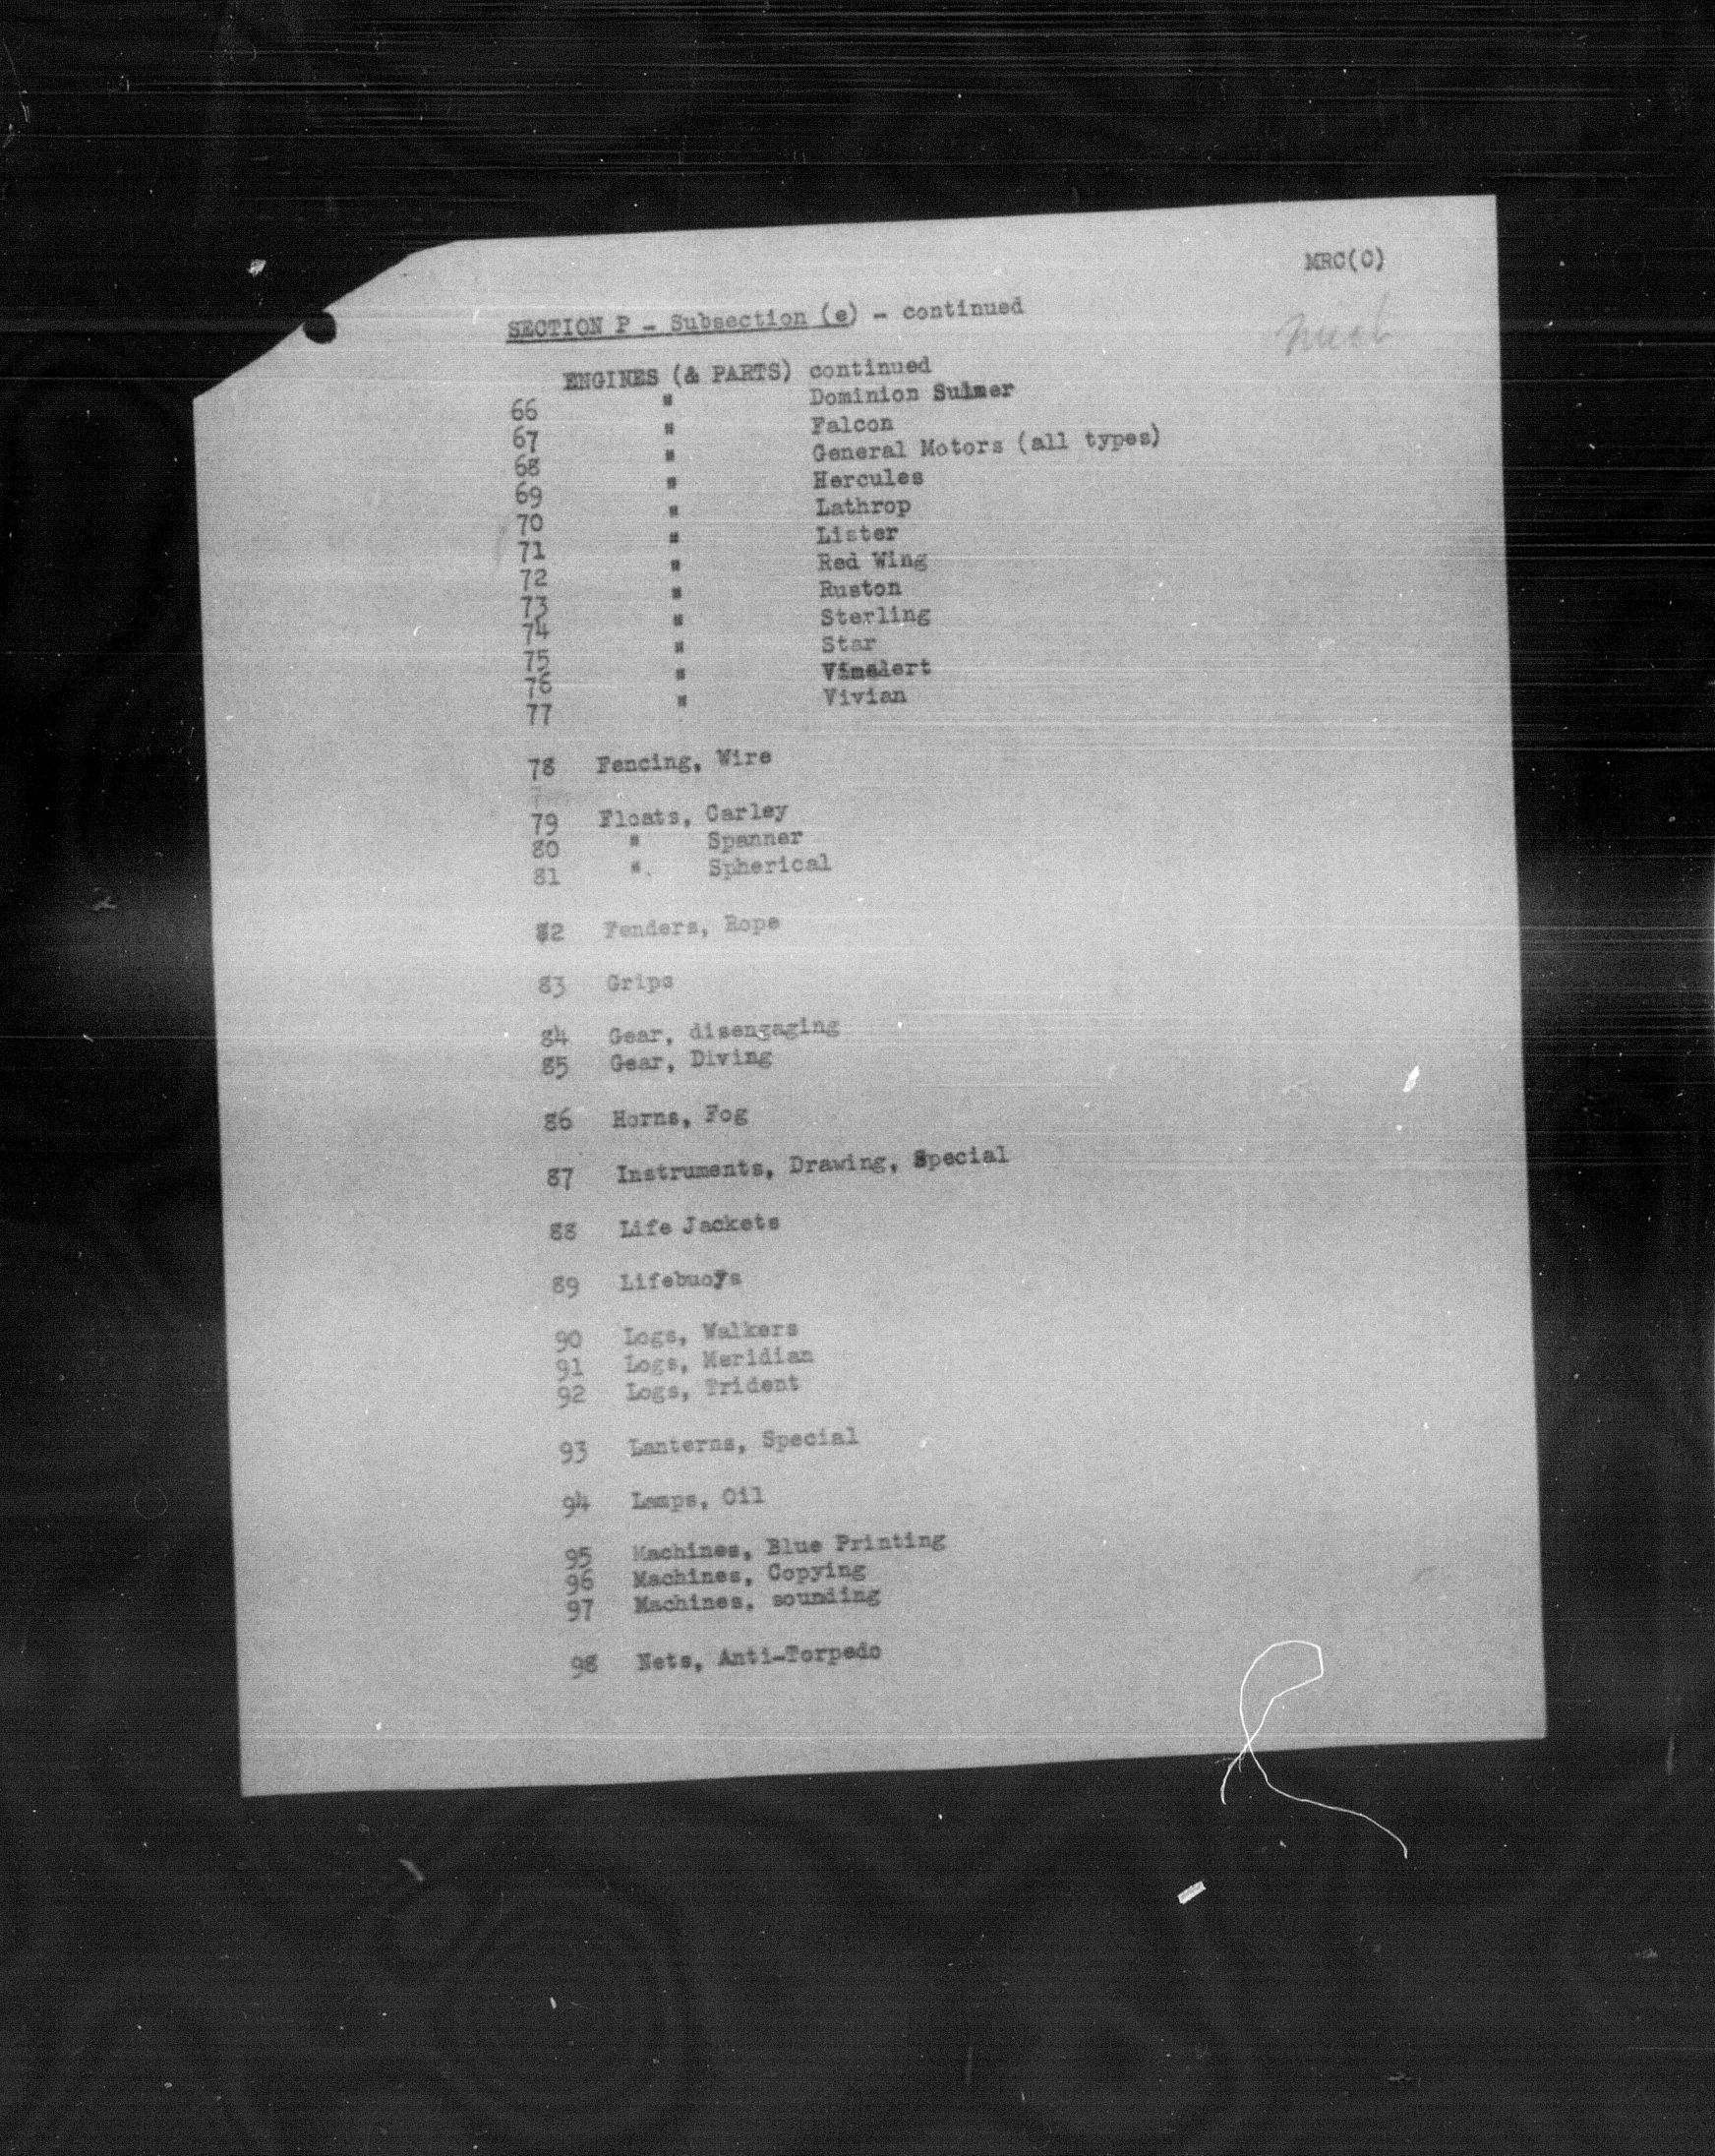 MRC(C)
SECTION P - Subsection (e) - continued
ENGINES (& PARTS) continued
66 " Dominion Sulmer
67 " Falcon
68 " General Motors (all types)
69 " Hercules
70 " Lathrop
71 " Lister
72 " Red Wing
73 " Ruston
74 " Sterling
75 " Star
76 " Vimalert
77 " Vivian
78 Fencing, Wire
79 Floats, Carley
80 " Spanner
81 " Spherical
82 Fenders, Rope
83 Grips
84 Gear, disengaging
85 Gear, Diving
86 Horns, Fog
87 Instruments, Drawing, Special
88 Life Jackets
89 Lifebuoys
90 Logs, Walkers
91 Logs, Meridian
92 Logs, Trident
93 Lanterns, Special
94 Lamps, Oil
95 Machines, Blue Printing
96 Machines, Copying
97 Machines, sounding
98 Nets, Anti-Torpedo